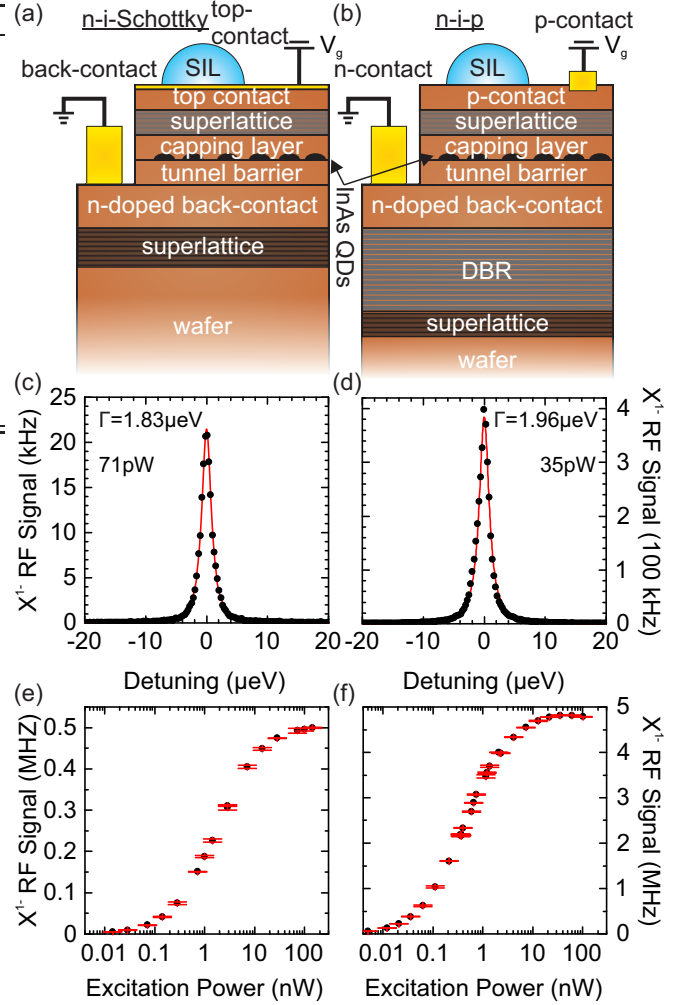 (a) n-i-Schottky top-contact V_g
back-contact
SIL
top contact
superlattice
capping layer
tunnel barrier
n-doped back-contact
superlattice
wafer
InAs QDs
(b) n-i-p p-contact
V_g
n-contact
SIL
p-contact
superlattice
capping layer
tunnel barrier
n-doped back-contact
DBR
superlattice
wafer
(c)
Γ=1.83µeV
71pW
X¹⁻ RF Signal (kHz)
25
20
15
10
5
0
-20 -10 0 10 20
Detuning (µeV)
(d)
Γ=1.96µeV
35pW
X¹⁻ RF Signal (100 kHz)
4
3
2
1
0
-20 -10 0 10 20
Detuning (µeV)
(e)
X¹⁻ RF Signal (MHZ)
0.5
0.4
0.3
0.2
0.1
0
0.01 0.1 1 10 100
Excitation Power (nW)
(f)
X¹⁻ RF Signal (MHz)
5
4
3
2
1
0
0.01 0.1 1 10 100
Excitation Power (nW)